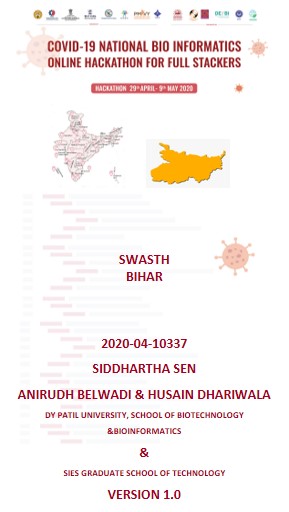 COVID-19 NATIONAL BIO INFORMATICS
ONLINE HACKATHON FOR FULL STACKERS
HACKATHON 29th APRIL- 9th MAY 2020
SWASTH
BIHAR
2020-04-10337
SIDDHARTHA SEN
ANIRUDH BELWADI & HUSAIN DHARIWALA
DY PATIL UNIVERSITY, SCHOOL OF BIOTECHNOLOGY
&BIOINFORMATICS
&
SIES GRADUATE SCHOOL OF TECHNOLOGY
VERSION 1.0